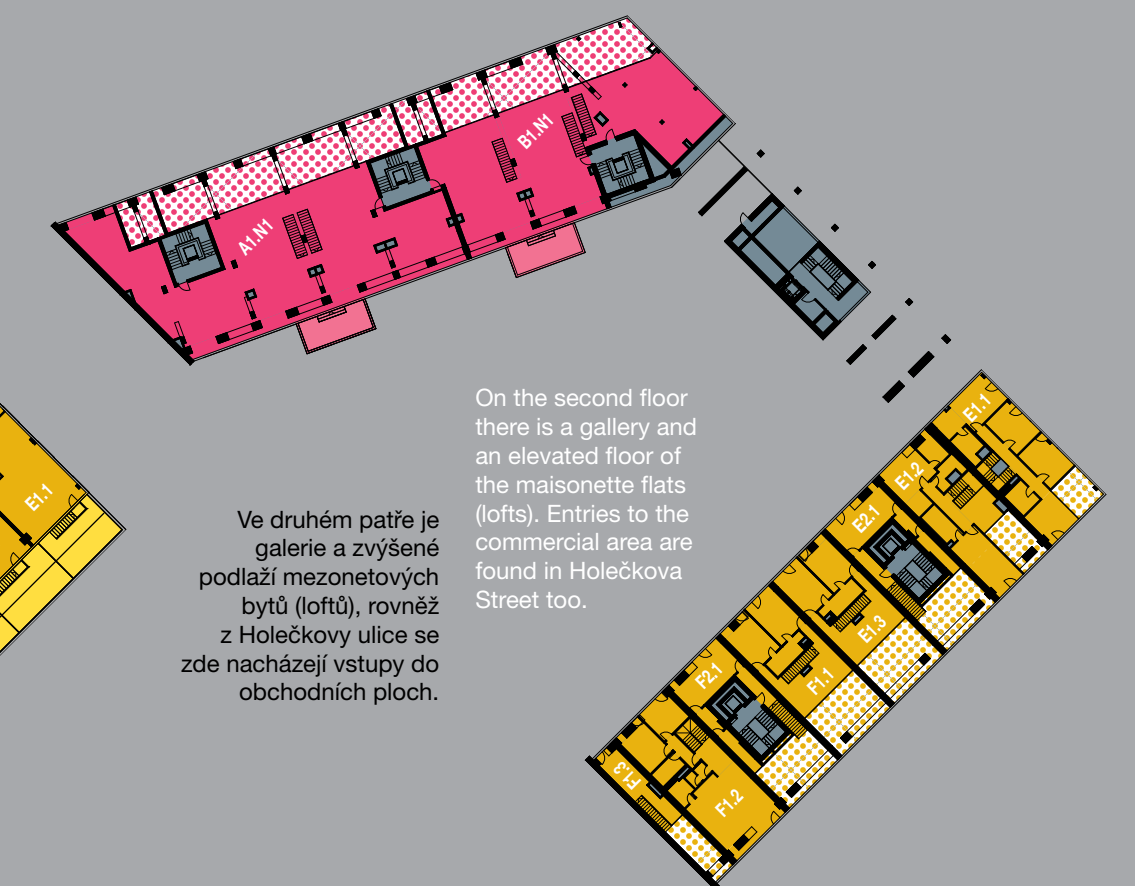 B1.N1
A1.N1
On the second floor
there is a gallery and
an elevated floor of
the maisonette flats
(lofts). Entries to the
commercial area are
found in Holečkova
Street too.
Ve druhém patře je
galerie a zvýšené
podlaží mezonetových
bytů (loftů), rovněž
z Holečkovy ulice se
zde nacházejí vstupy do
obchodních ploch.
E1.1
E1.1
E1.2
E2.1
E1.3
F1.1
F2.1
F1.3
F1.2